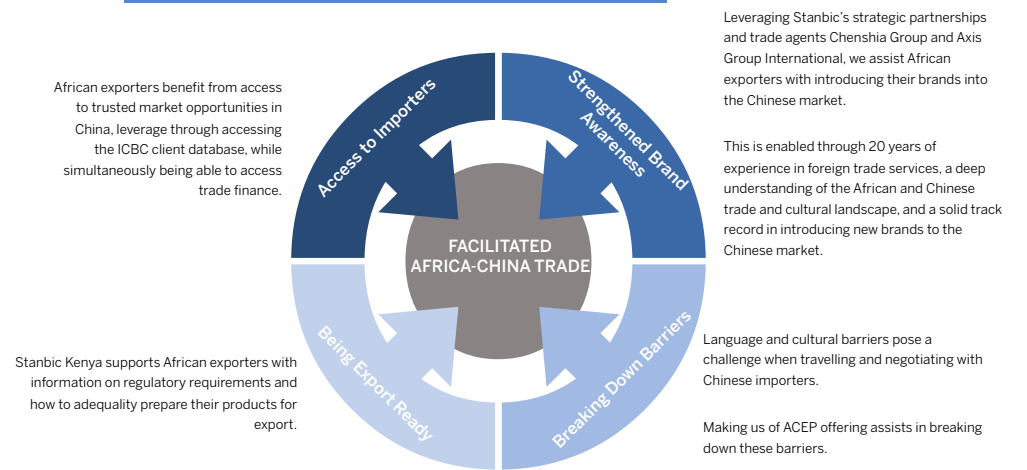 African exporters benefit from access
to trusted market opportunities in
China, leverage through accessing
the ICBC client database, while
simultaneously being able to access
trade finance.
Access to Importers
Strengthened Brand
Awareness
Leveraging Stanbic's strategic partnerships
and trade agents Chenshia Group and Axis
Group International, we assist African
exporters with introducing their brands into
the Chinese market.
This is enabled through 20 years of
experience in foreign trade services, a deep
understanding of the African and Chinese
trade and cultural landscape, and a solid track
record in introducing new brands to the
Chinese market.
FACILITATED
AFRICA-CHINA TRADE
Stanbic Kenya supports African exporters with
information on regulatory requirements and
how to adequality prepare their products for
export.
Being Export Ready
Breaking Down Barriers
Language and cultural barriers pose a
challenge when travelling and negotiating with
Chinese importers.
Making us of ACEP offering assists in breaking
down these barriers.